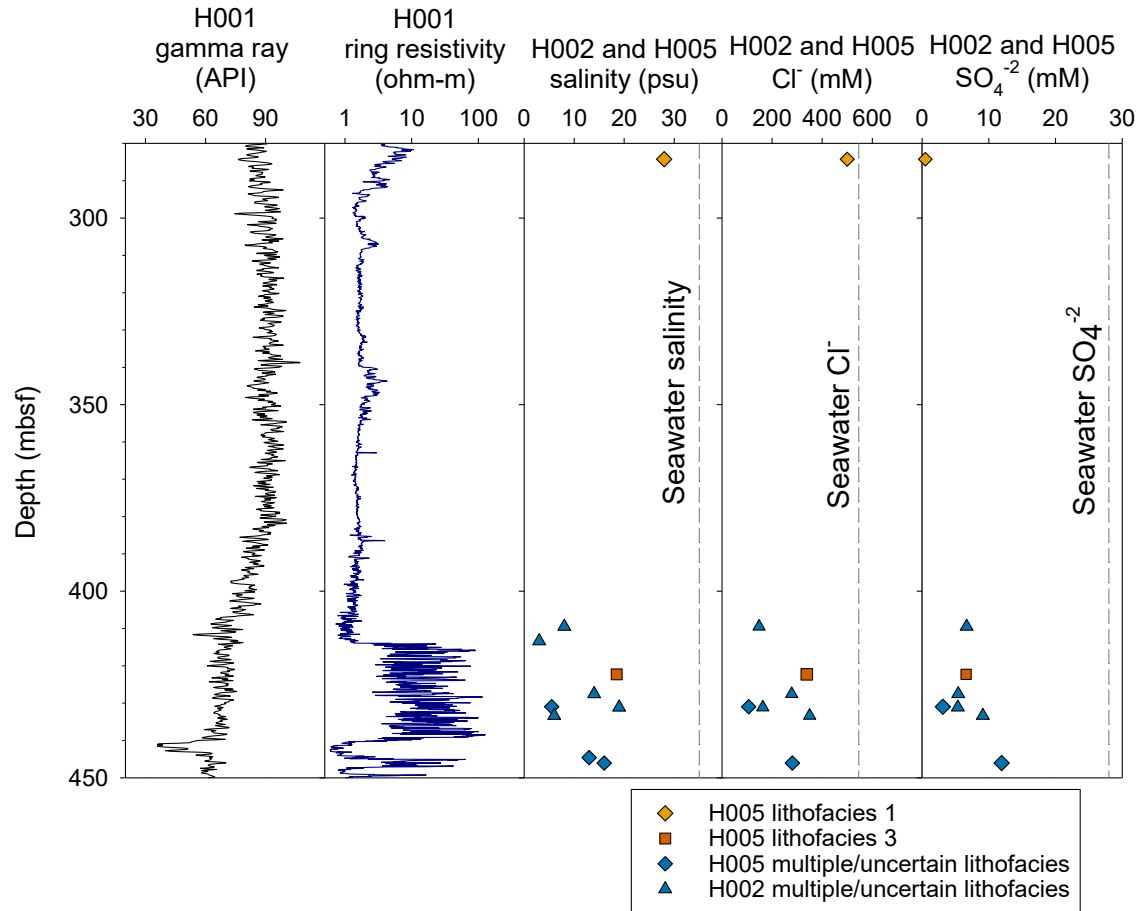 H001
gamma ray
(API)
H001
ring resistivity
(ohm-m)
H002 and H005
salinity (psu)
H002 and H005
Cl⁻ (mM)
H002 and H005
SO₄⁻² (mM)
30 60 90
1 10 100
0 10 20 30
0 200 400 600
0 10 20 30
Depth (mbsf)
300
350
400
450
Seawater salinity
Seawater Cl⁻
Seawater SO₄⁻²
H005 lithofacies 1
H005 lithofacies 3
H005 multiple/uncertain lithofacies
H002 multiple/uncertain lithofacies